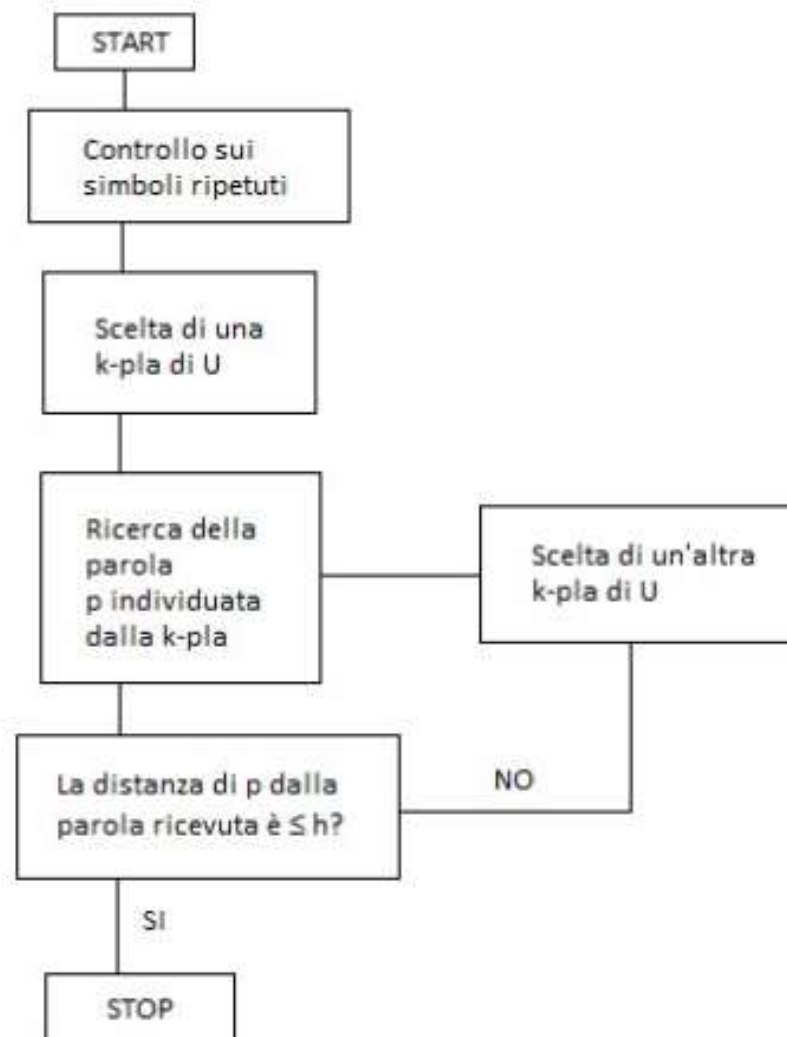 START
Controllo sui
simboli ripetuti
Scelta di una
k-pla di U
Ricerca della
parola
p individuata
dalla k-pla
Scelta di un'altra
k-pla di U
La distanza di p dalla
parola ricevuta è ≤ h?
NO
SI
STOP